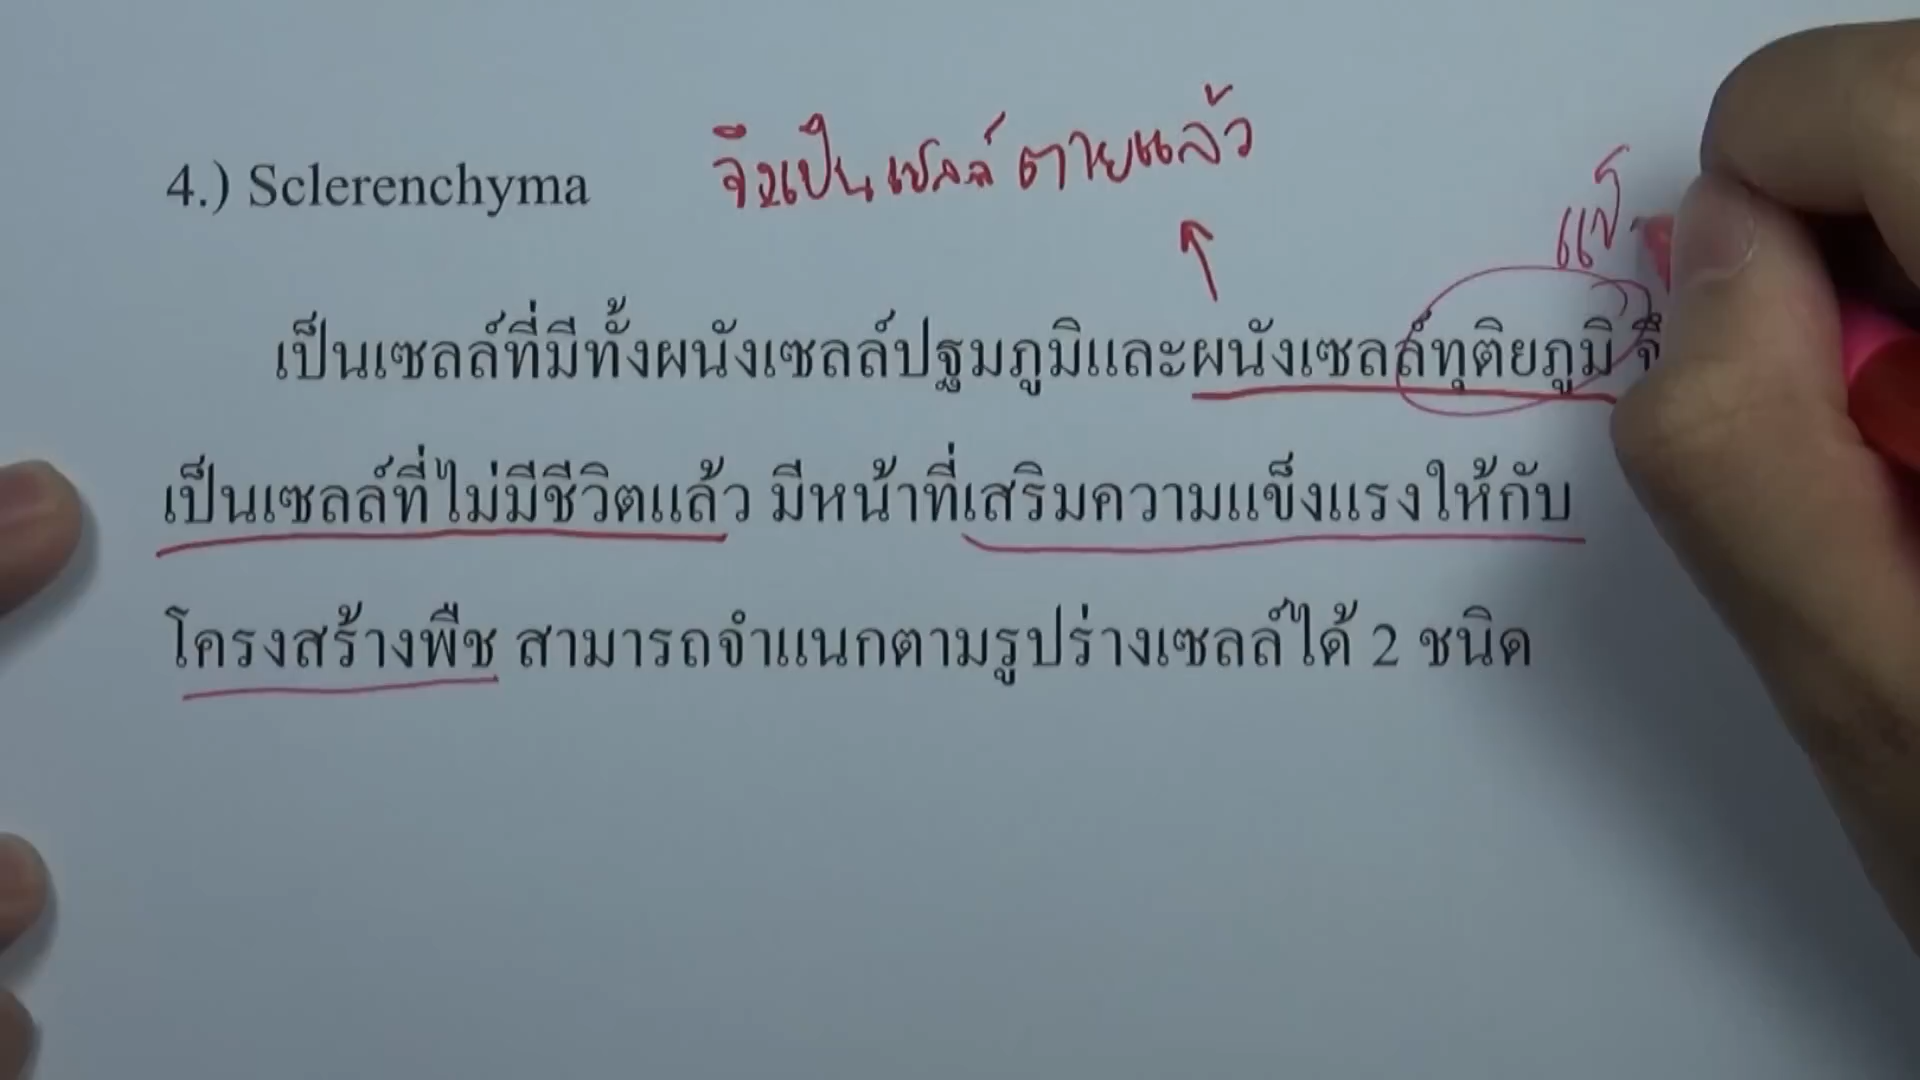 จึงเป็นเซลล์ตายแล้ว
4.) Sclerenchyma
แข็
เป็นเซลล์ที่มีทั้งผนังเซลล์ปฐมภูมิและผนังเซลล์ทุติยภูมิ จึ
เป็นเซลล์ที่ไม่มีชีวิตแล้ว มีหน้าที่เสริมความแข็งแรงให้กับ
โครงสร้างพืช สามารถจำแนกตามรูปร่างเซลล์ได้ 2 ชนิด